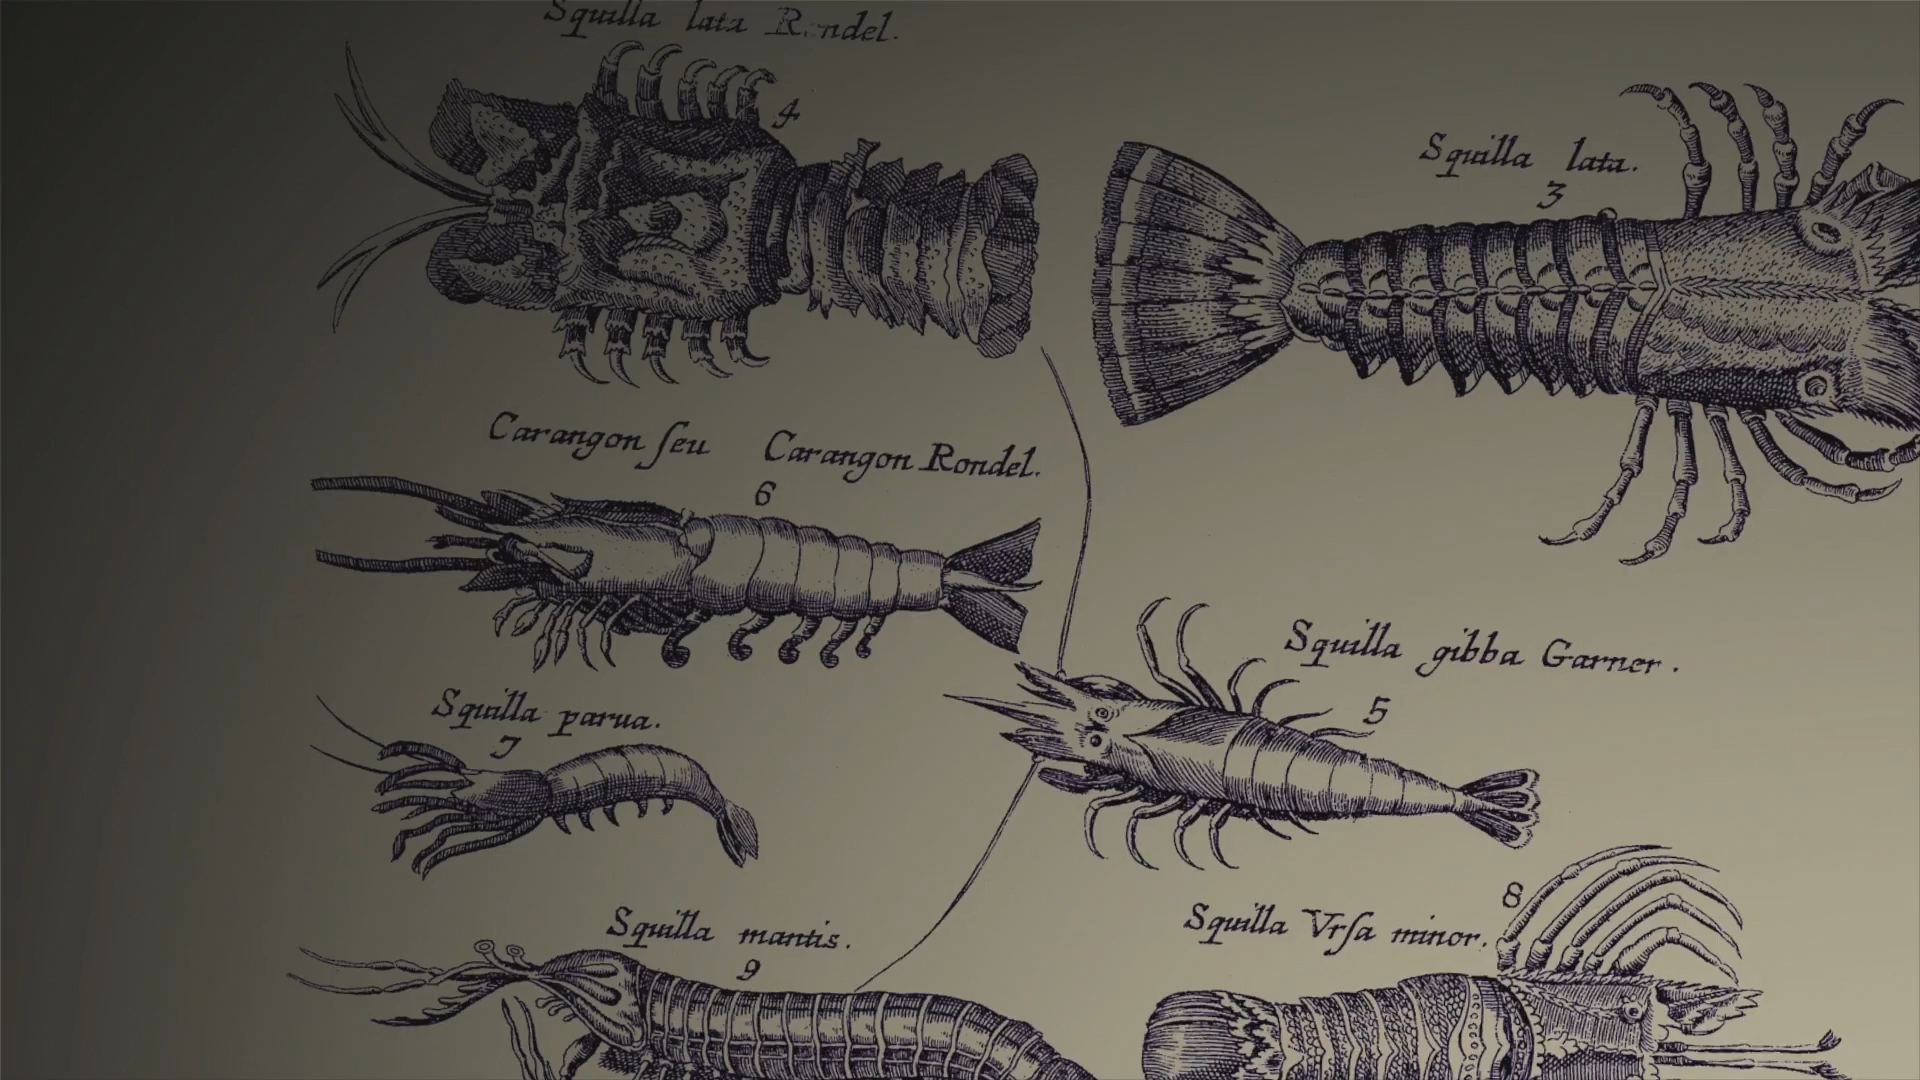 Squilla lata Rondel.
4
Squilla lata.
3
Carangon ſeu Carangon Rondel.
6
Squilla gibba Garner.
5
Squilla parua.
7
Squilla Vrſa minor.
8
Squilla mantis.
9